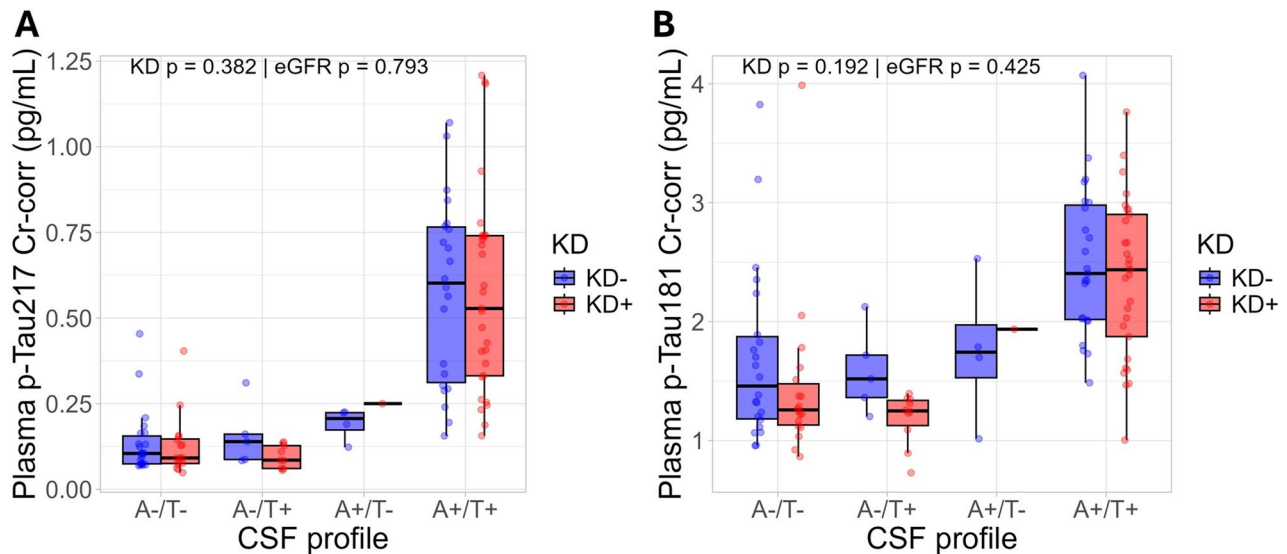 A
KD p = 0.382 | eGFR p = 0.793
Plasma p-Tau217 Cr-corr (pg/mL)
1.25
1.00
0.75
0.50
0.25
0.00
A-/T- A-/T+ A+/T- A+/T+
CSF profile
KD
KD-
KD+
B
KD p = 0.192 | eGFR p = 0.425
Plasma p-Tau181 Cr-corr (pg/mL)
4
3
2
1
A-/T- A-/T+ A+/T- A+/T+
CSF profile
KD
KD-
KD+